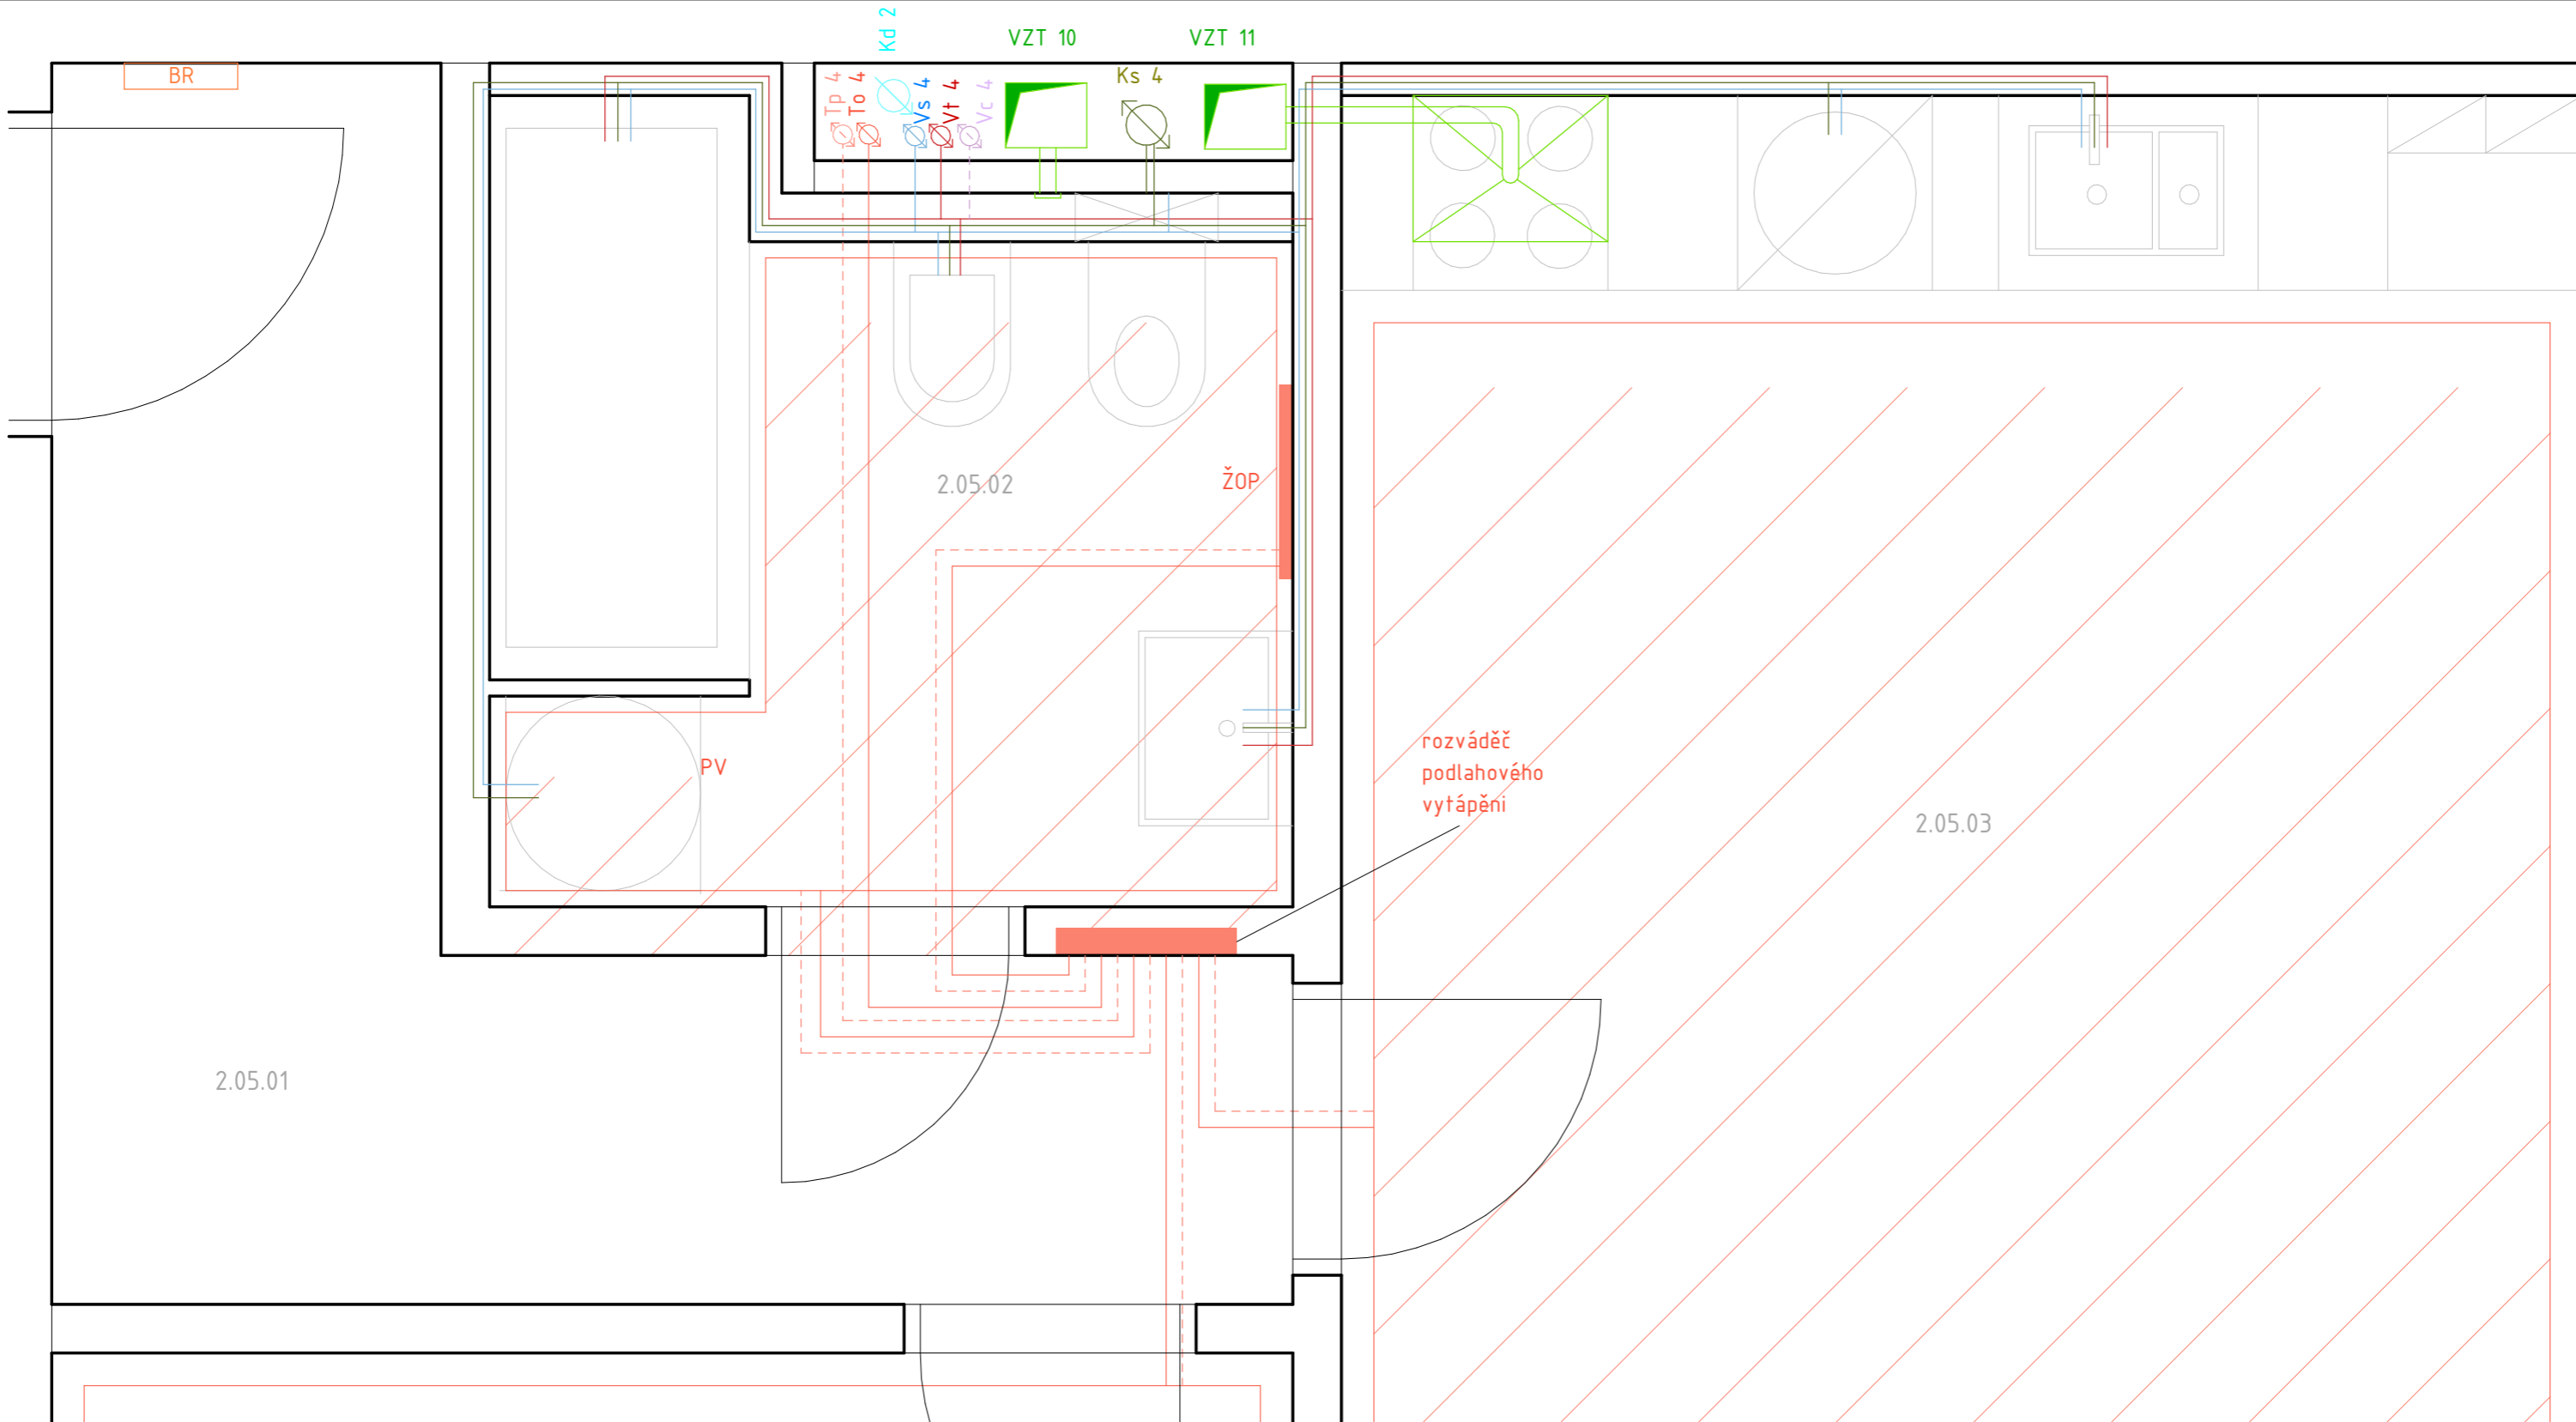 Kd 2
VZT 10
VZT 11
BR
Tp 4
To 4
Vs 4
Vt 4
Vc 4
Ks 4
2.05.02
ŽOP
PV
rozváděč
podlahového
vytápěni
2.05.03
2.05.01